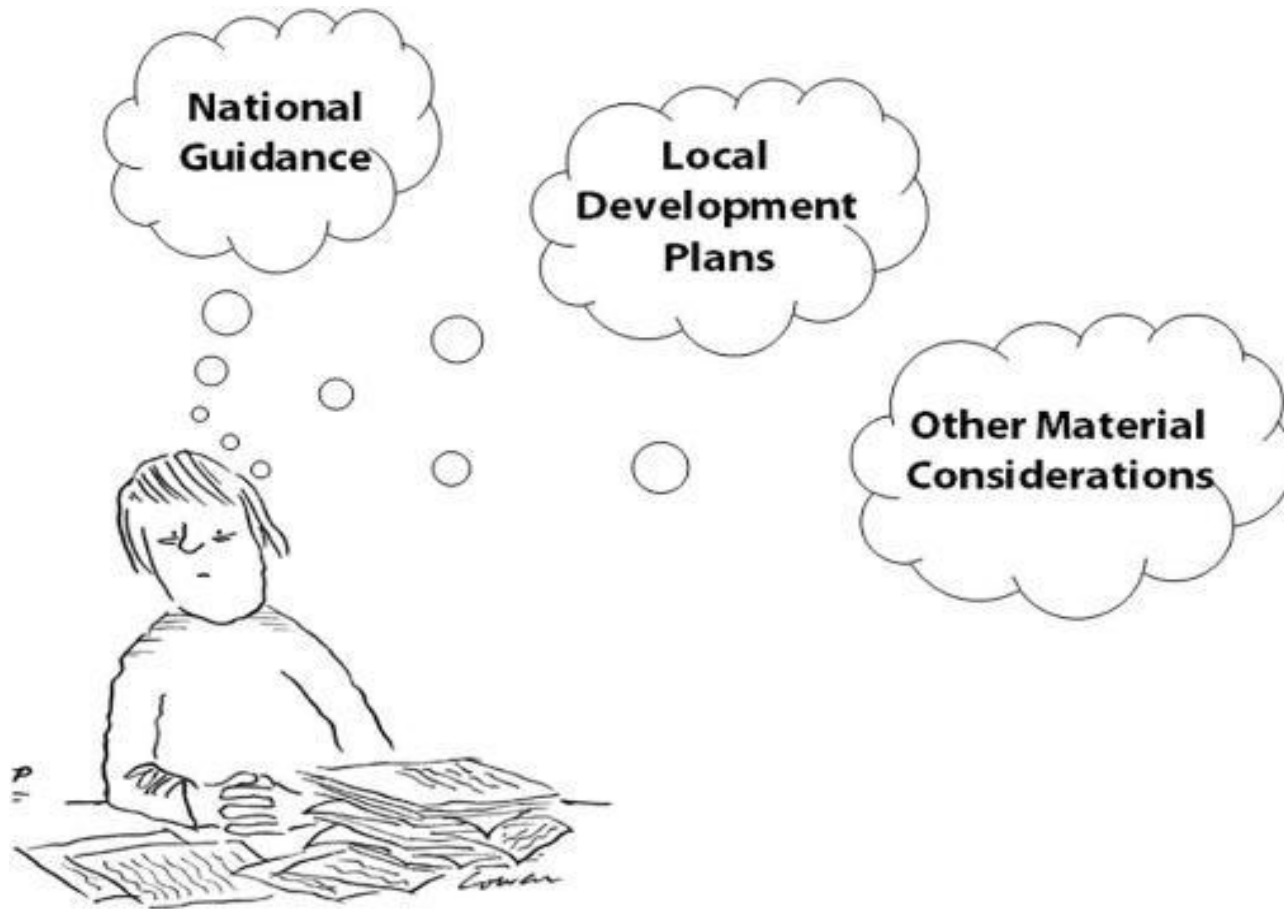 National
Guidance
Local
Development
Plans
Other Material
Considerations